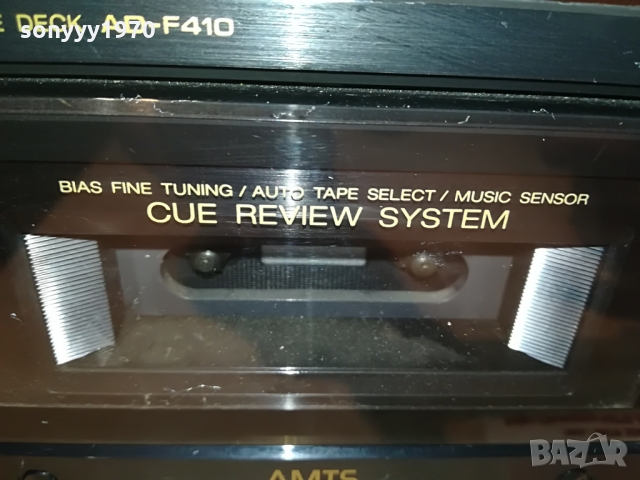 sonyyy1970
DECK AD-F410
BIAS FINE TUNING / AUTO TAPE SELECT / MUSIC SENSOR
CUE REVIEW SYSTEM
AMTS
BAZAR